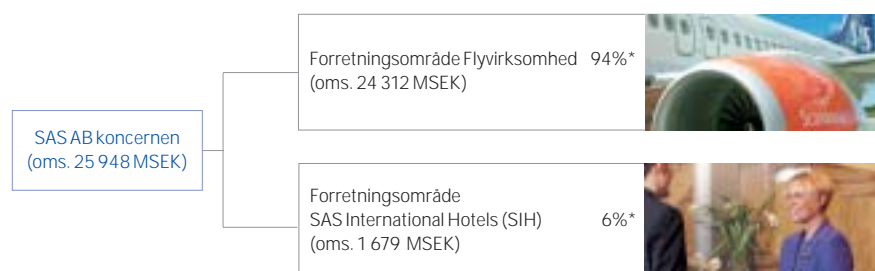 Forretningsområde Flyvirksomhed 94%*
(oms. 24 312 MSEK)
SAS AB koncernen
(oms. 25 948 MSEK)
Forretningsområde
SAS International Hotels (SIH) 6%*
(oms. 1 679 MSEK)